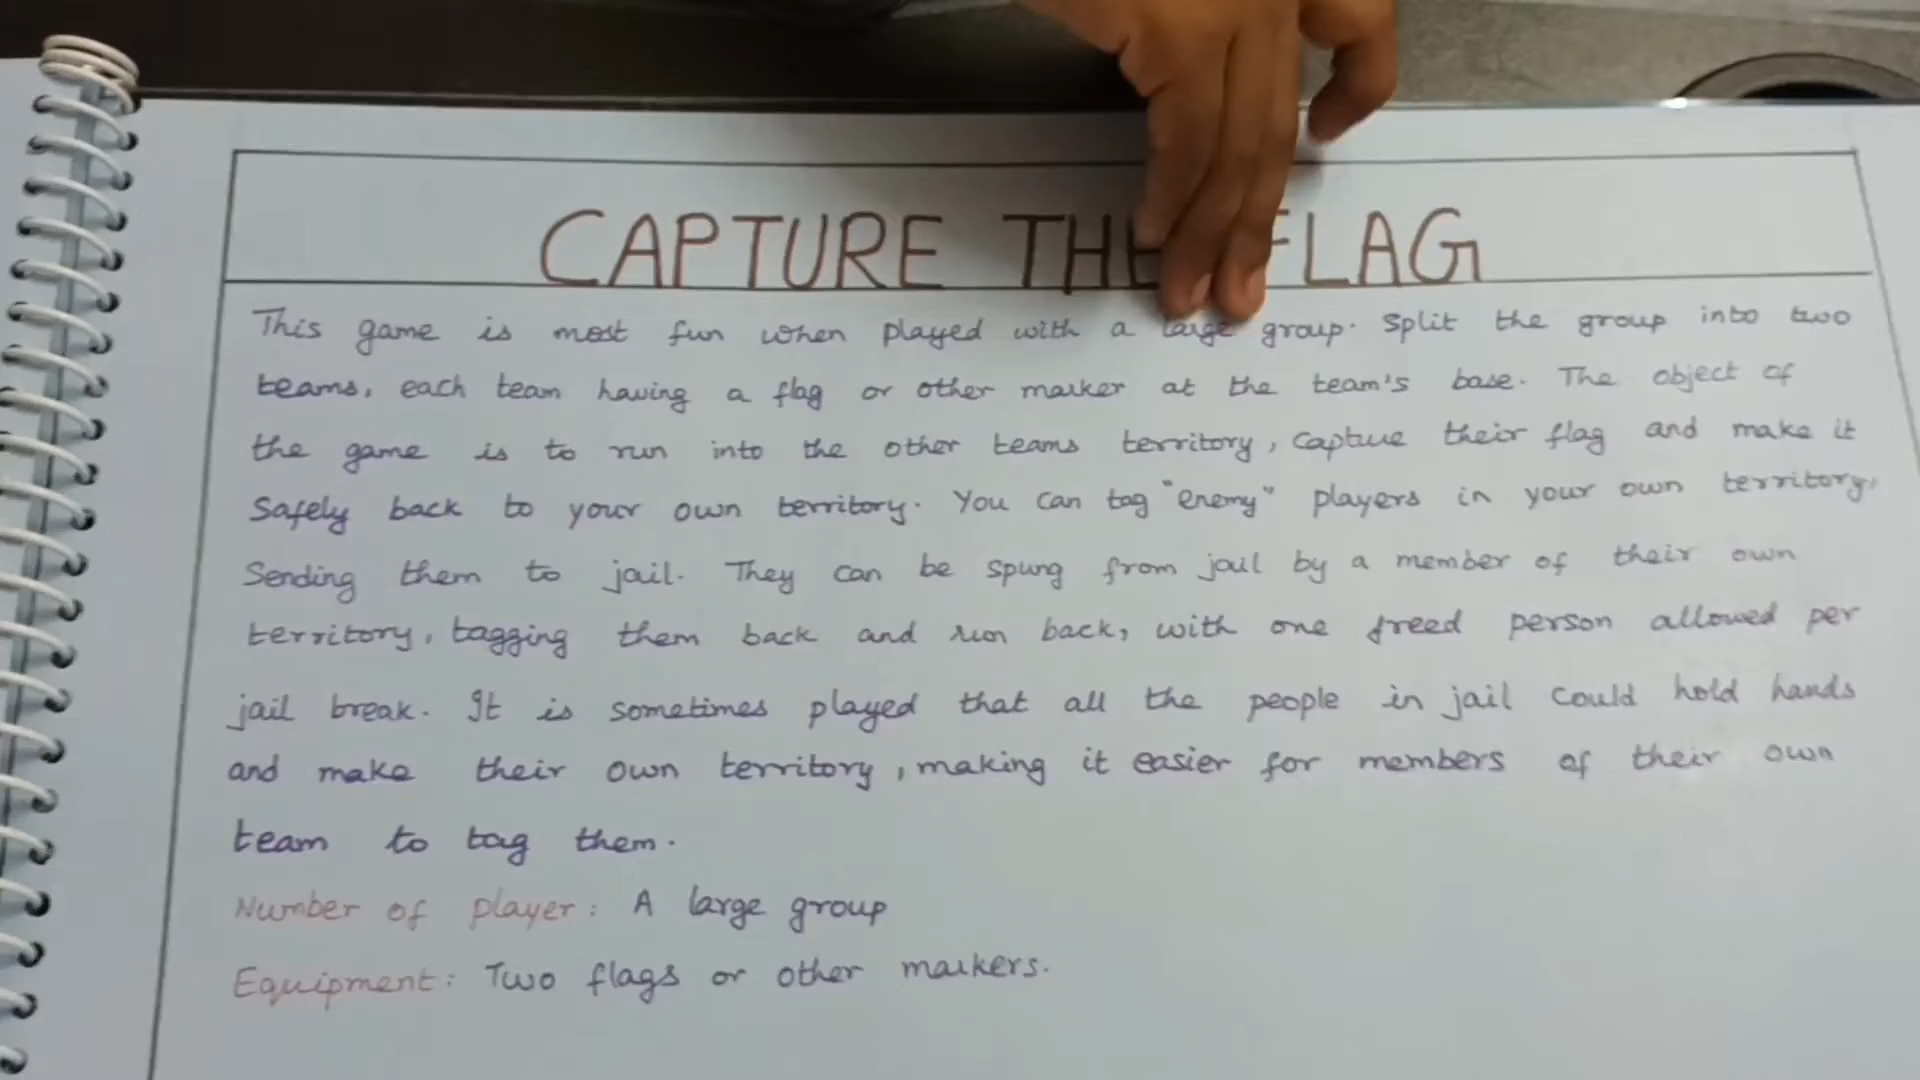 CAPTURE THE FLAG
This game is most fun when played with a large group. Split the group into two
teams, each team having a flag or other marker at the team's base. The object of
the game is to run into the other teams territory, capture their flag and make it
Safely back to your own territory. You can tag "enemy" players in your own territory,
Sending them to jail. They can be spung from jail by a member of their own
territory, tagging them back and run back, with one freed person allowed per
jail break. It is sometimes played that all the people in jail could hold hands
and make their own territory, making it easier for members of their own
team to tag them.
Number of player: A large group
Equipment: Two flags or other markers.